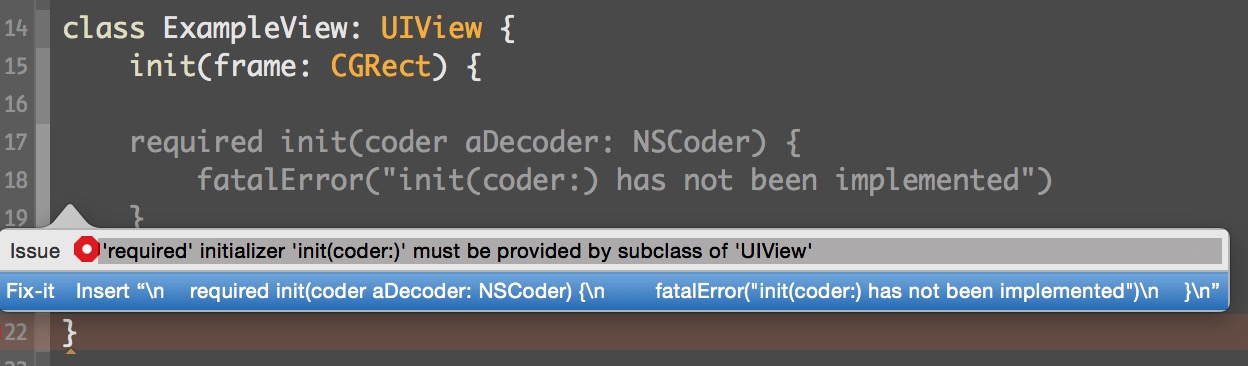 14 class ExampleView: UIView {
15 init(frame: CGRect) {
16
17 required init(coder aDecoder: NSCoder) {
18 fatalError("init(coder:) has not been implemented")
19 }
Issue 'required' initializer 'init(coder:)' must be provided by subclass of 'UIView'
Fix-it Insert “\n required init(coder aDecoder: NSCoder) {\n fatalError("init(coder:) has not been implemented")\n }\n”
22 }